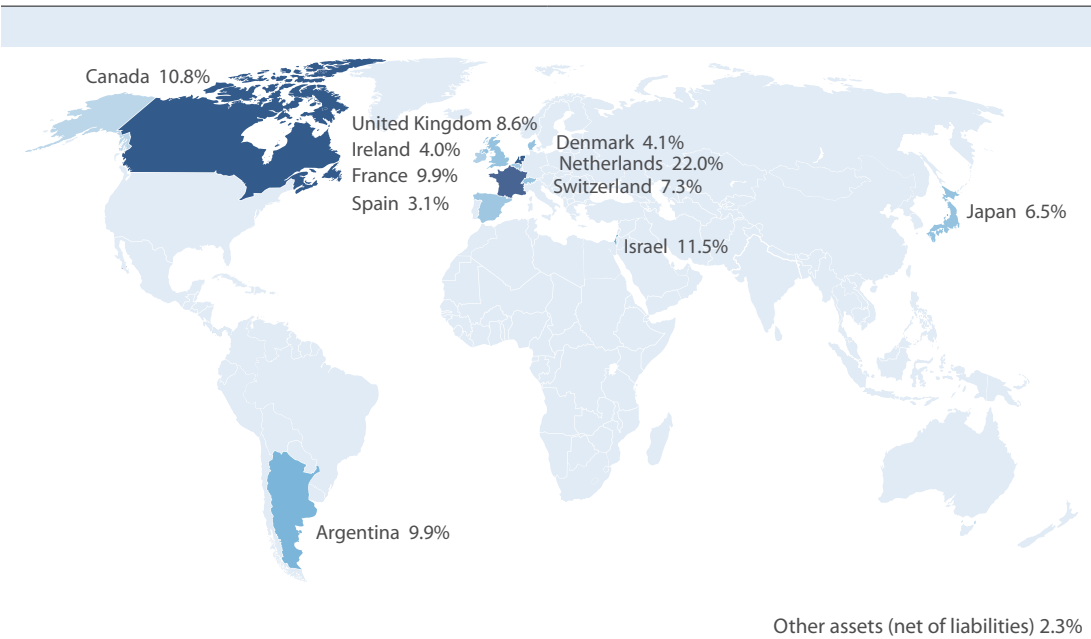 Canada 10.8%
United Kingdom 8.6%
Ireland 4.0%
France 9.9%
Spain 3.1%
Denmark 4.1%
Netherlands 22.0%
Switzerland 7.3%
Japan 6.5%
Israel 11.5%
Argentina 9.9%
Other assets (net of liabilities) 2.3%